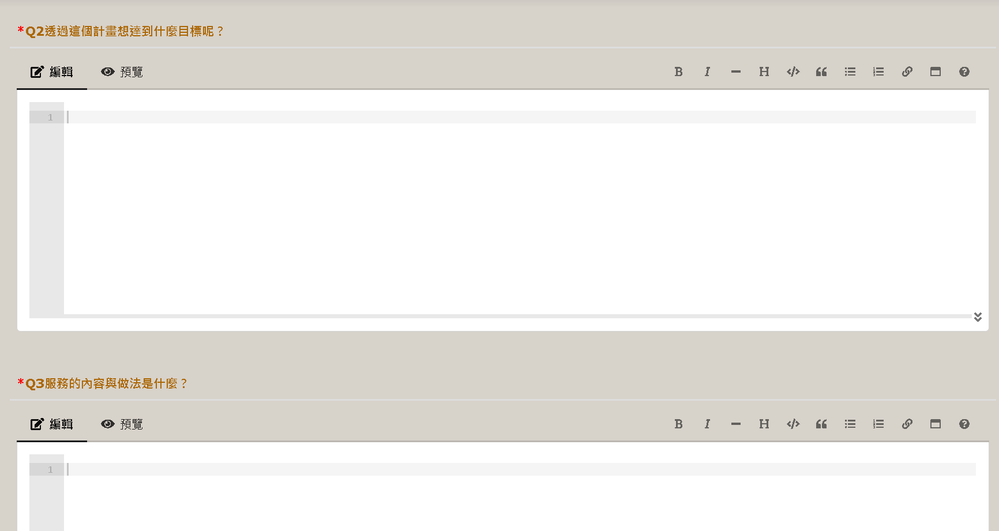 *Q2透過這個計畫想達到什麼目標呢？
編輯 預覽 B I H </> “
1
*Q3服務的內容與做法是什麼？
編輯 預覽 B I H </> “
1